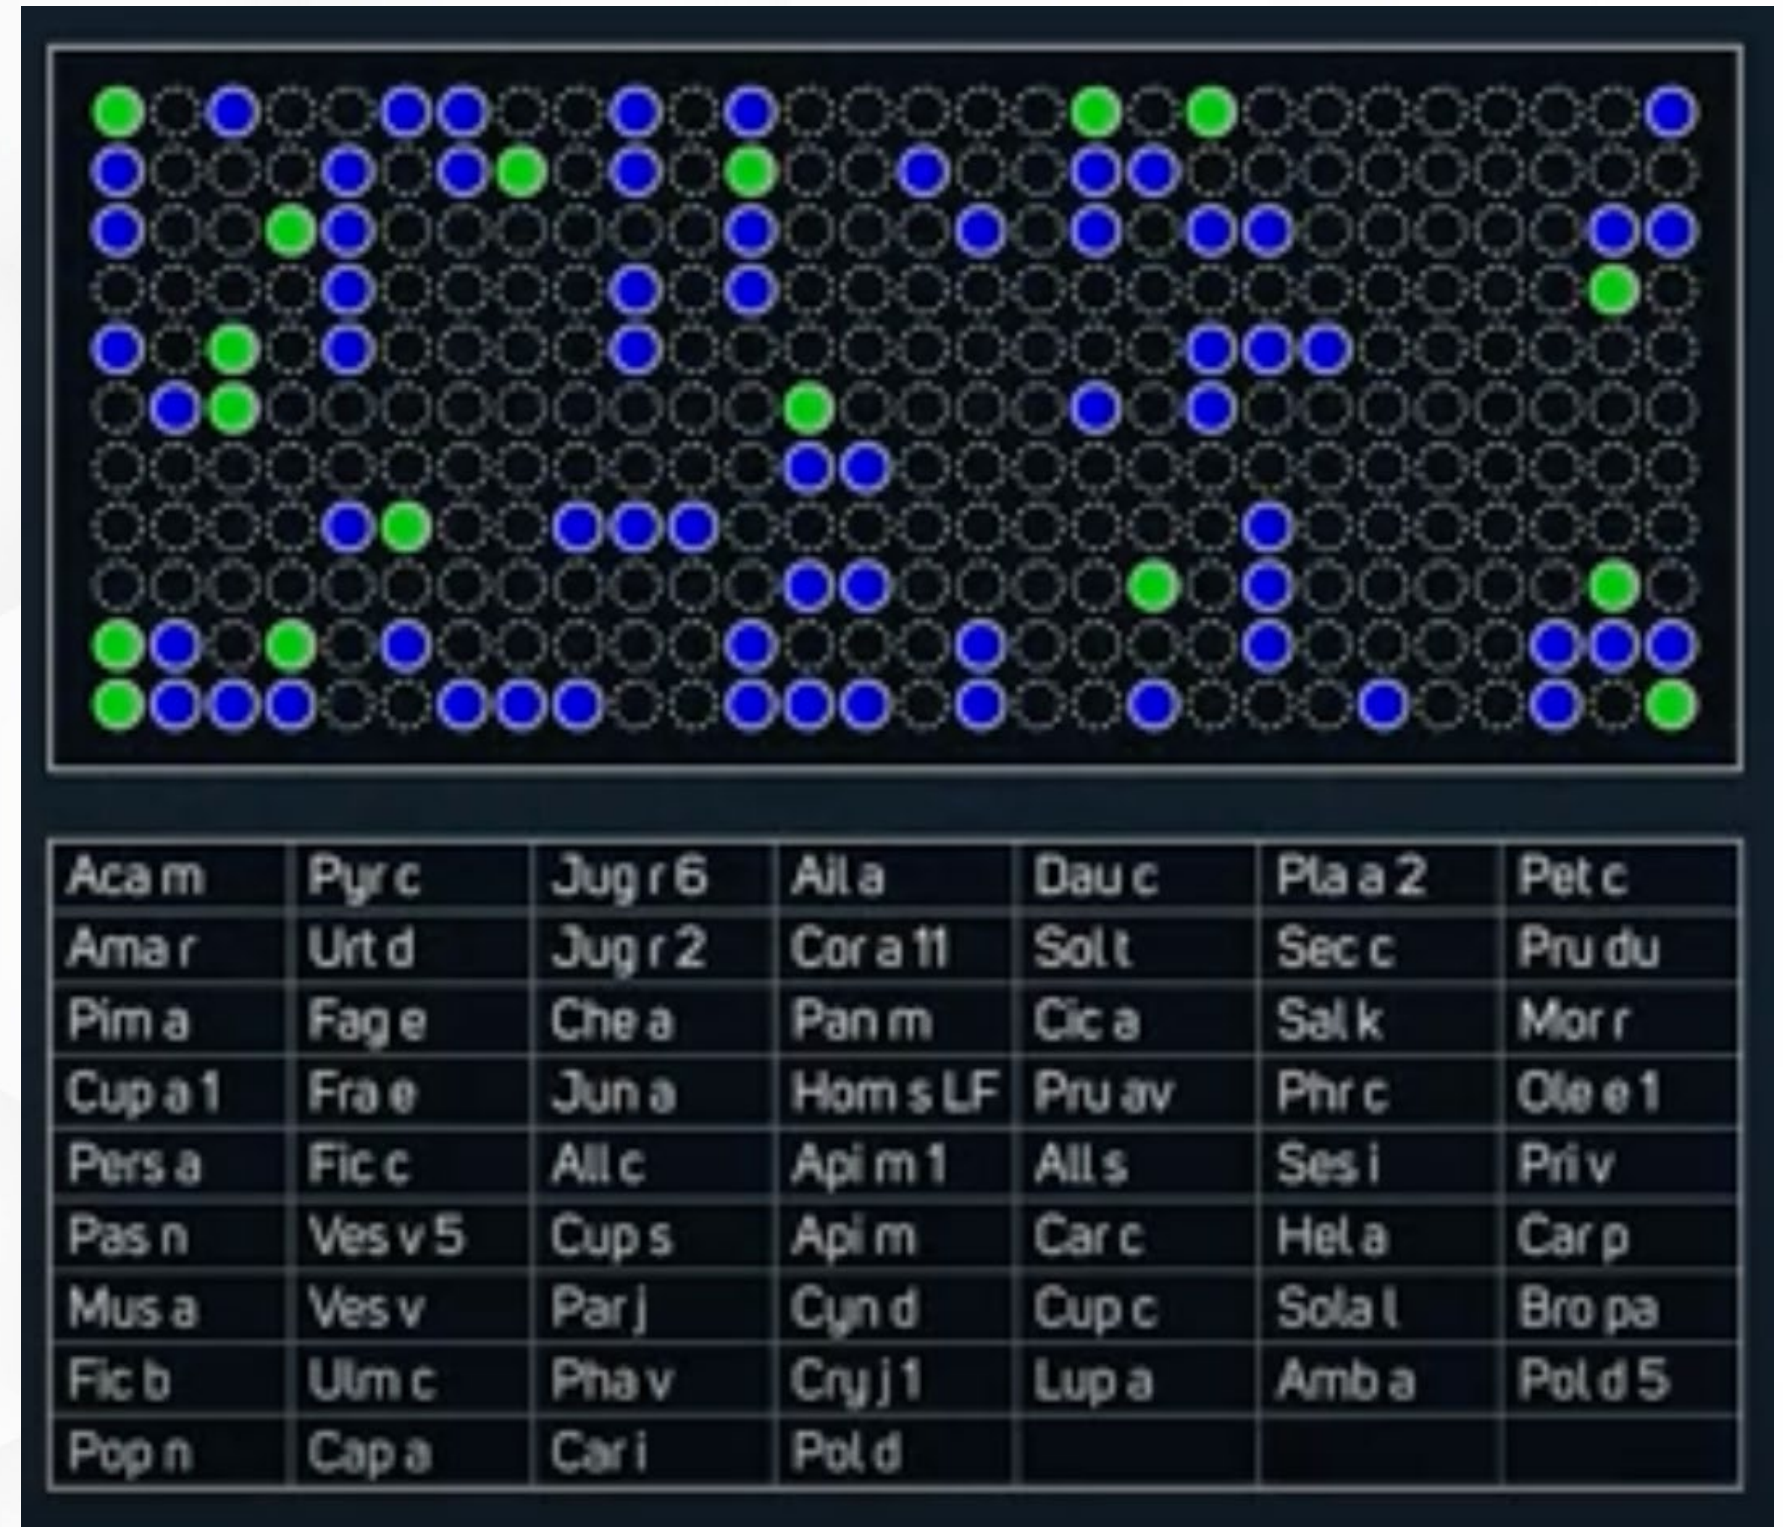 Aca m Pyr c Jug r 6 Ail a Dau c Pla a 2 Pet c
Ama r Urt d Jug r 2 Cor a 11 Sol t Sec c Pru du
Pim a Fag e Che a Pan m Cic a Sal k Mor r
Cup a 1 Fra e Jun a Hom s LF Pru av Phr c Ole e 1
Pers a Fic c All c Api m 1 All s Ses i Pri v
Pas n Ves v 5 Cup s Api m Car c Hel a Car p
Mus a Ves v Par j Cyn d Cup c Sola l Bro pa
Fic b Ulm c Pha v Cry j 1 Lup a Amb a Pol d 5
Pop n Cap a Car i Pol d